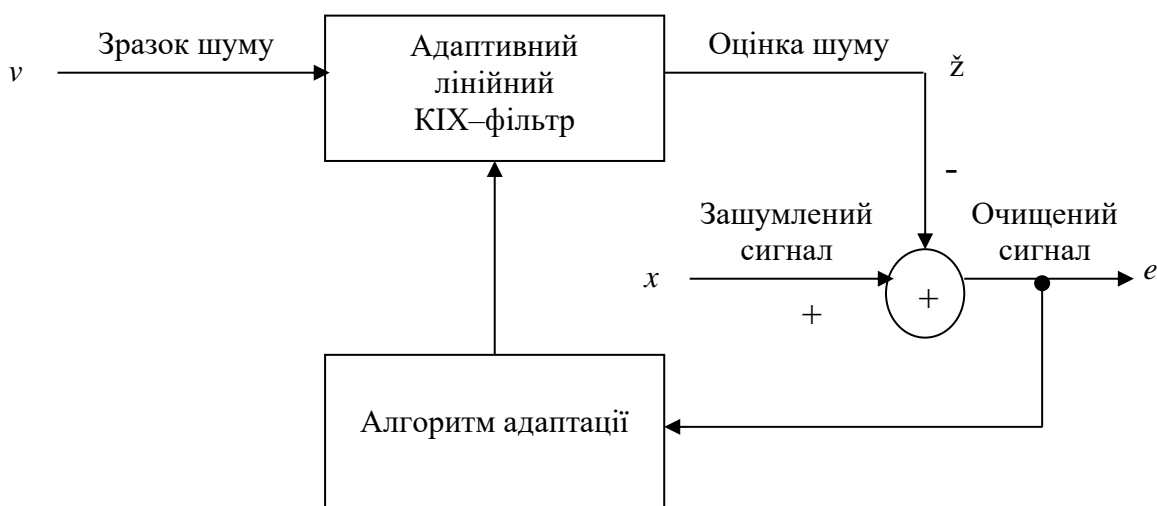 Зразок шуму
v
Адаптивний
лінійний
КІХ–фільтр
Оцінка шуму
ž
-
Зашумлений
сигнал
x
+
+
Очищений
сигнал
e
Алгоритм адаптації